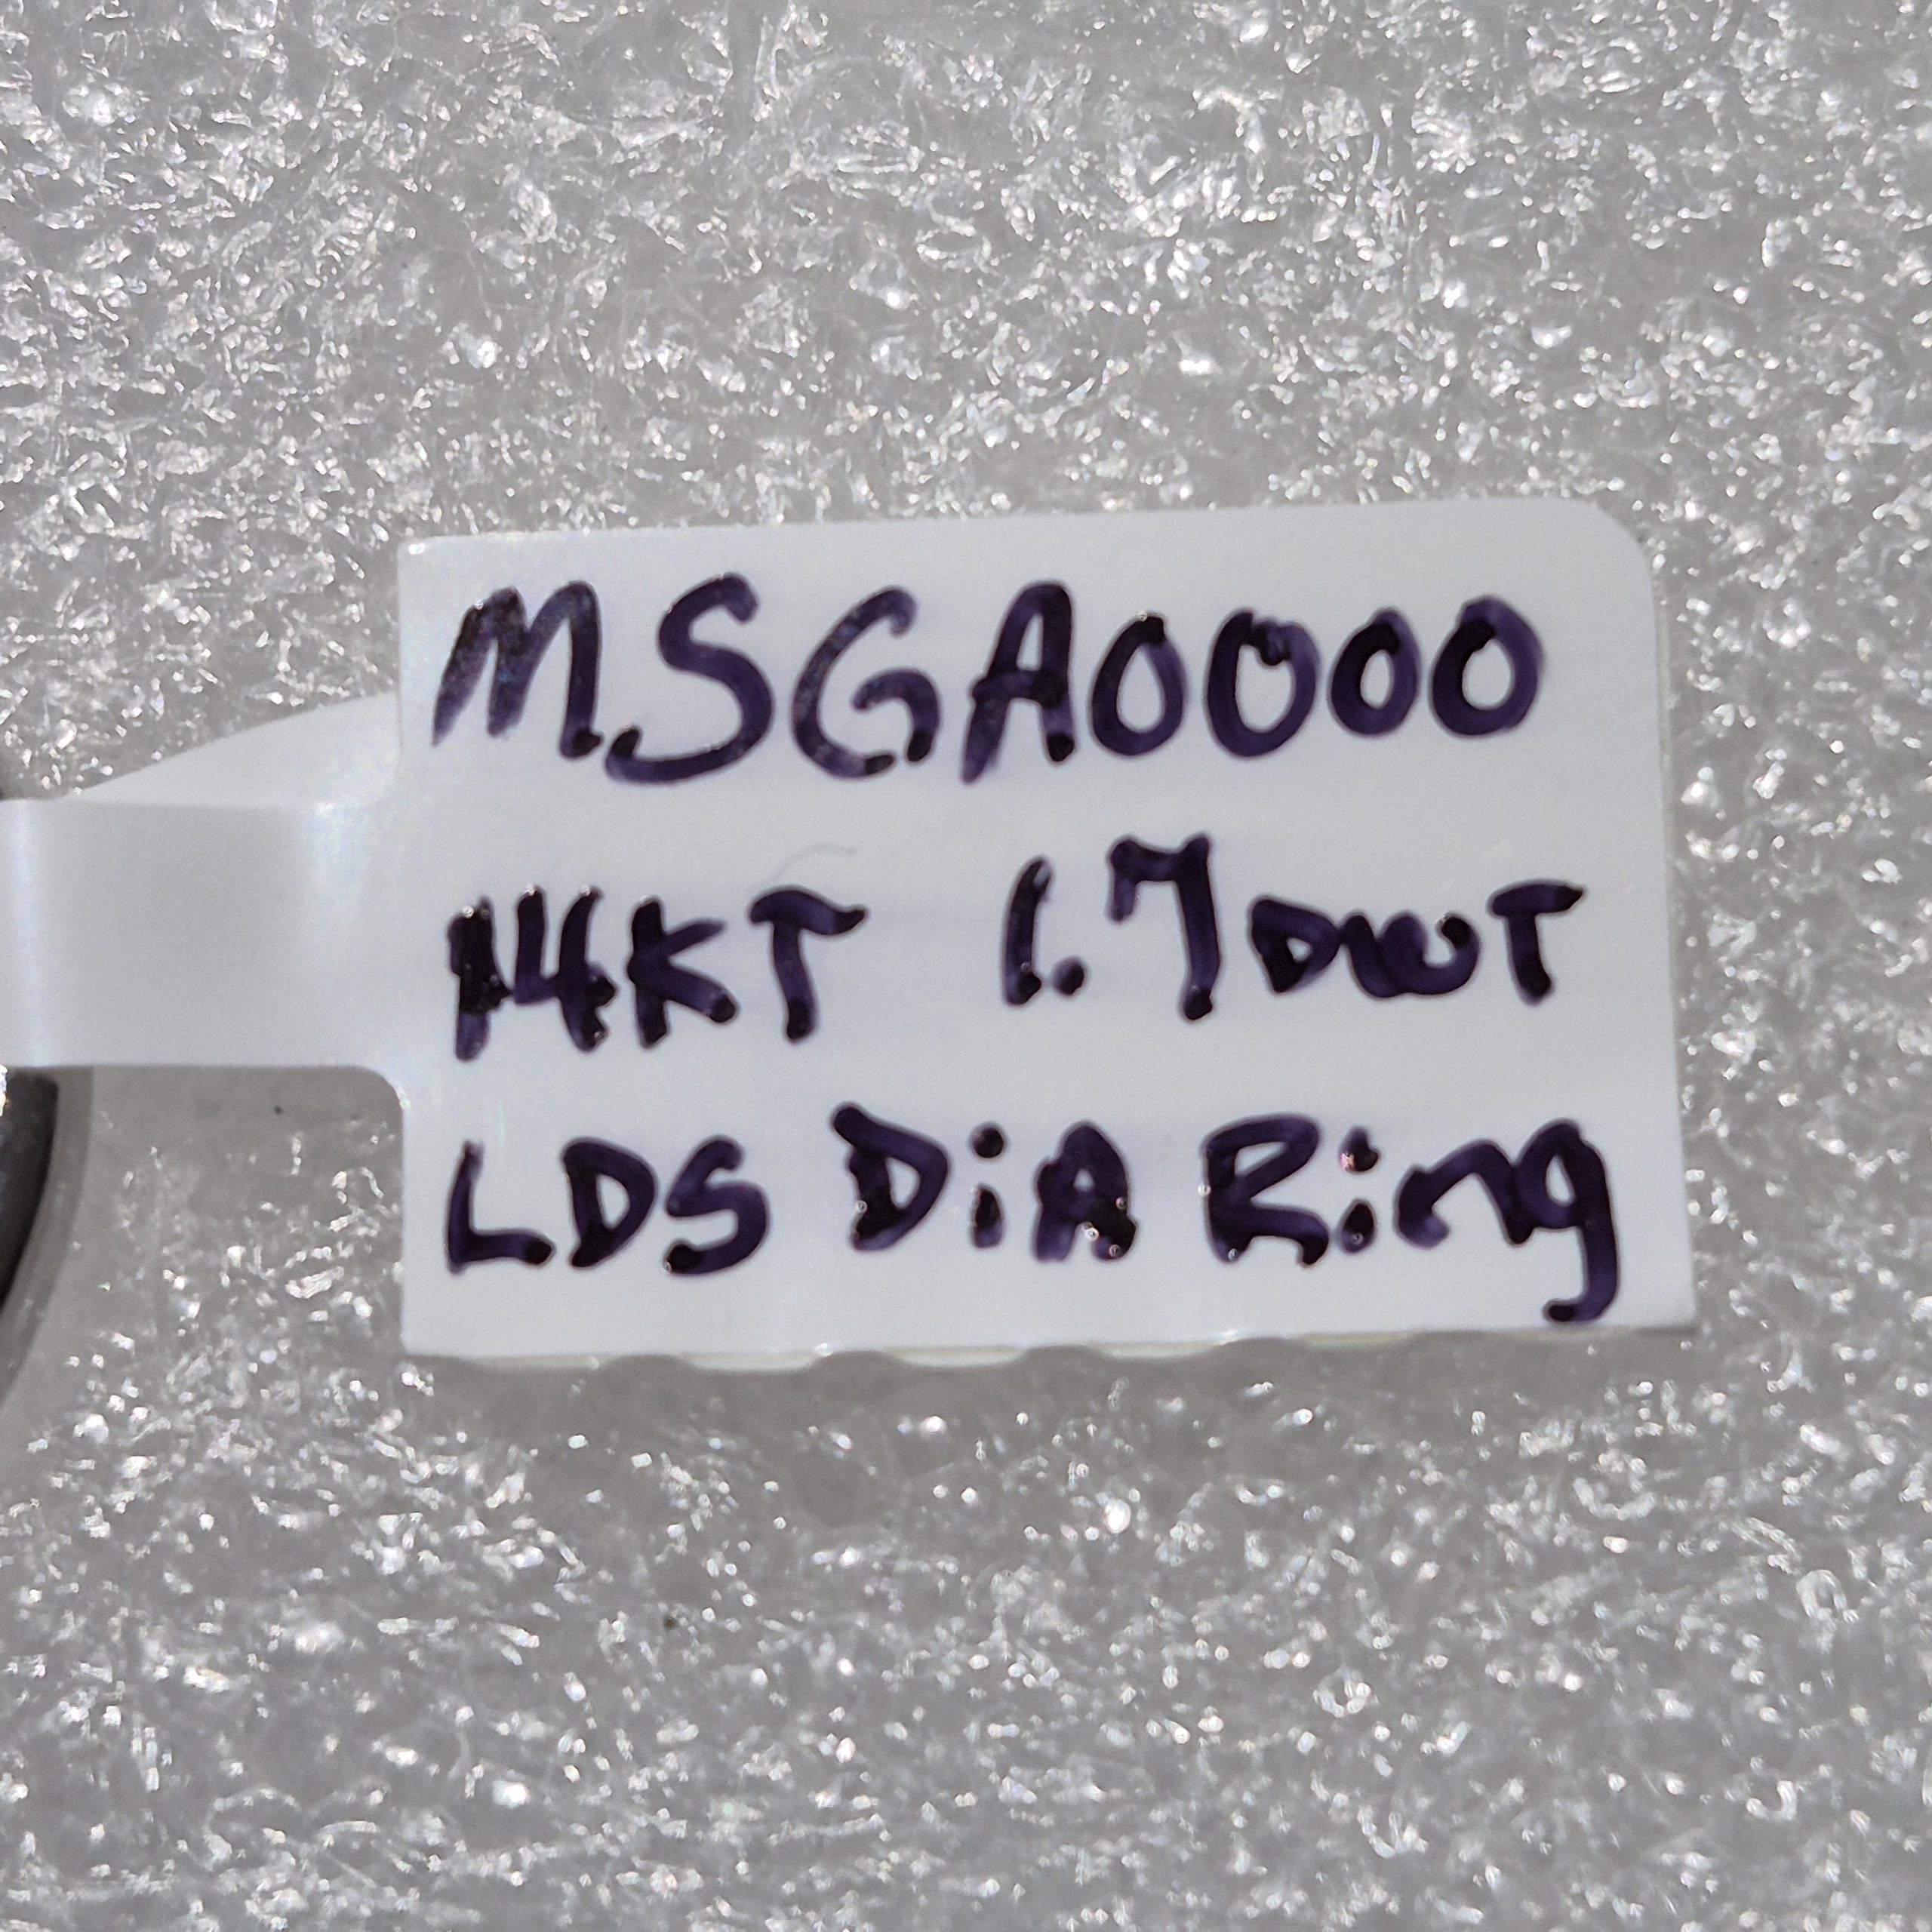 MSGA0000
14KT 1.7DWT
LDS DiA Ring